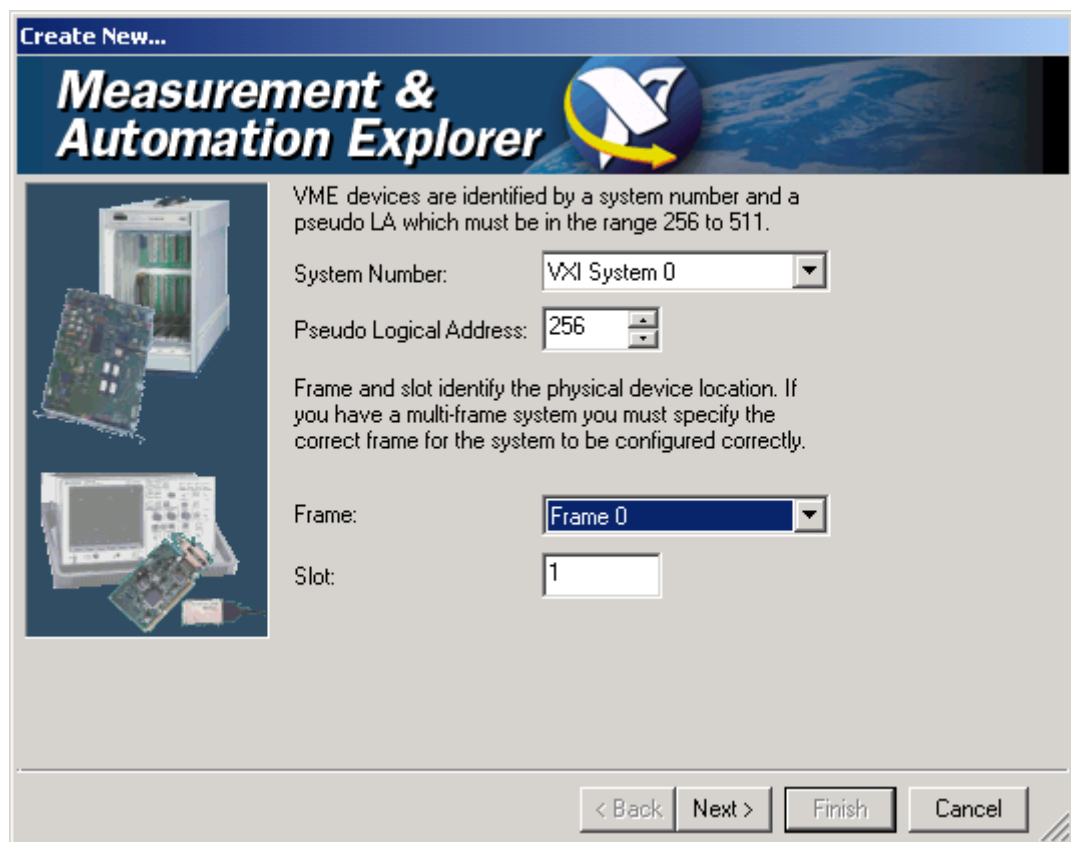 Create New...
Measurement &
Automation Explorer
VME devices are identified by a system number and a
pseudo LA which must be in the range 256 to 511.
System Number: VXI System 0
Pseudo Logical Address: 256
Frame and slot identify the physical device location. If
you have a multi-frame system you must specify the
correct frame for the system to be configured correctly.
Frame: Frame 0
Slot: 1
< Back Next > Finish Cancel